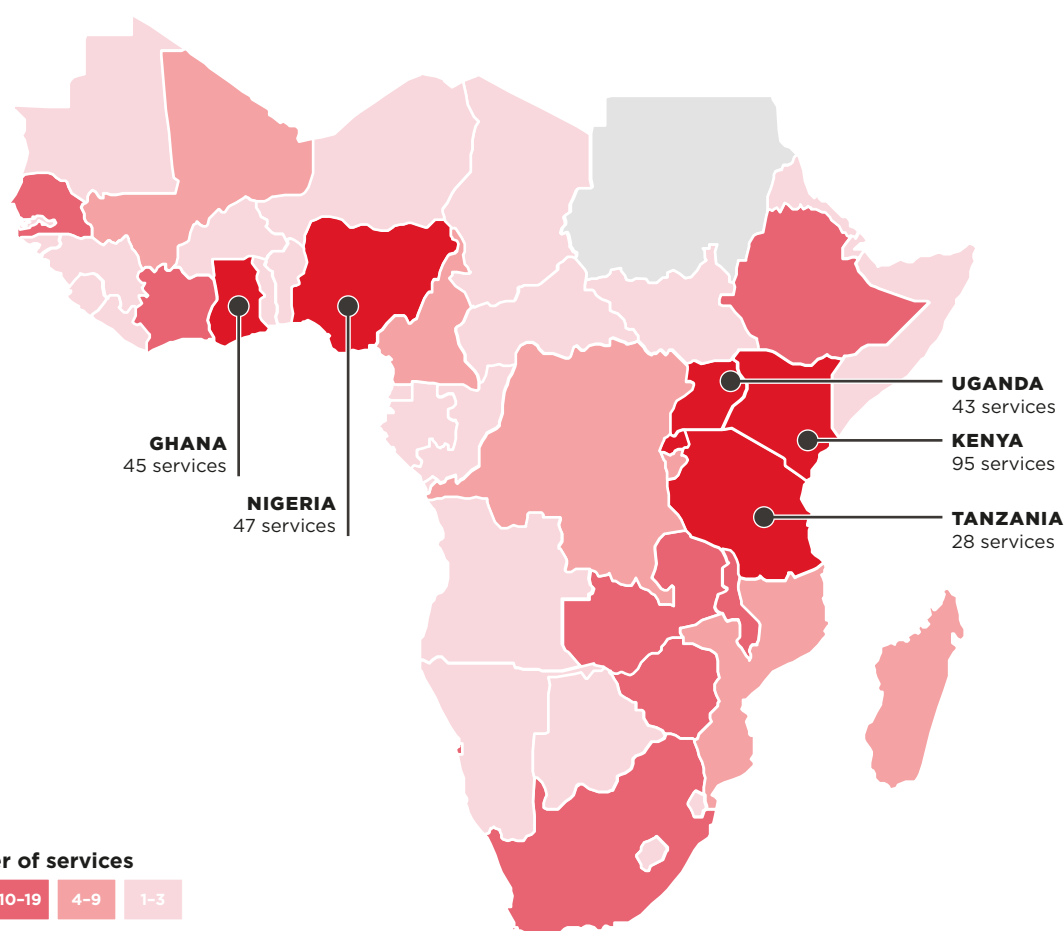 UGANDA
43 services
KENYA
95 services
GHANA
45 services
NIGERIA
47 services
TANZANIA
28 services
of services
10–19 4–9 1–3